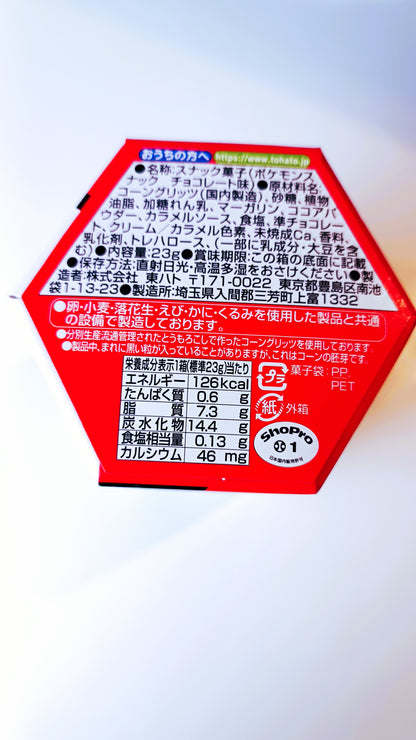 おうちの方へ https://www.tohato.jp
●名称:スナック菓子(ポケモンス
ナック チョコレート味)●原材料名:
コーングリッツ(国内製造)、砂糖、植物
油脂、加糖れん乳、マーガリン、ココアパ
ウダー、カラメルソース、食塩、準チョコレー
ト、クリーム/カラメル色素、未焼成Ca、香料、
乳化剤、トレハロース、(一部に乳成分・大豆を含
む)●内容量:23g●賞味期限:この箱の底面に記載
●保存方法:直射日光・高温多湿をおさけください●製
造者:株式会社 東ハト 〒171-0022 東京都豊島区南池
袋1-13-23●製造所:埼玉県入間郡三芳町上富1332
●卵・小麦・落花生・えび・かに・くるみを使用した製品と共通
の設備で製造しております。
●分別生産流通管理されたとうもろこしで作ったコーングリッツを使用しております。
●製品中、まれに黒い粒が入っていることがありますが、これはコーンの胚芽です。
栄養成分表示1箱(標準23g)当たり
エネルギー 126kcal
たんぱく質 0.6 g
脂質 7.3 g
炭水化物 14.4 g
食塩相当量 0.13 g
カルシウム 46 mg
プラ 菓子袋:PP,
PET
紙 外箱
ShoPro
1
日本国内販売許可